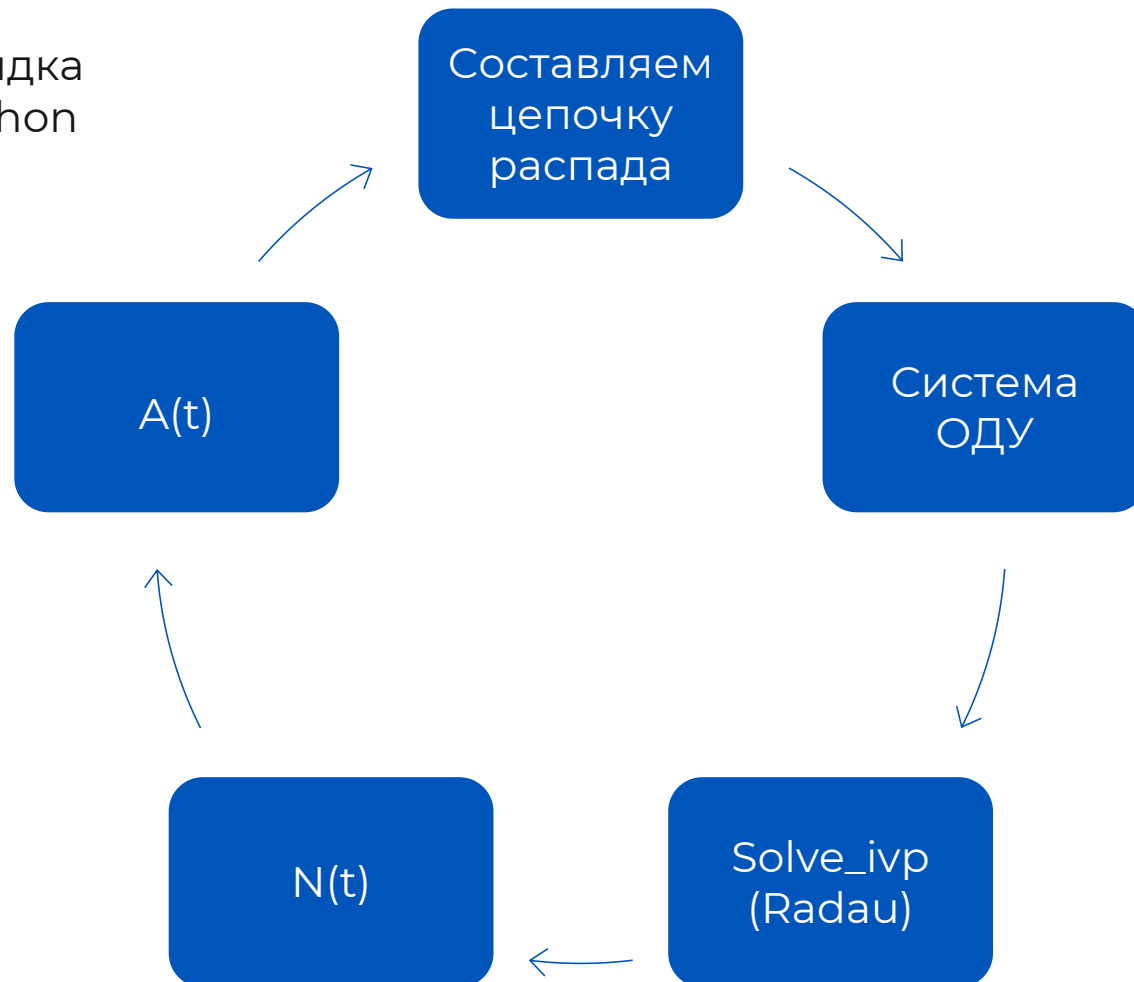 Составляем
цепочку
распада
Система
ОДУ
Solve_ivp
(Radau)
N(t)
A(t)